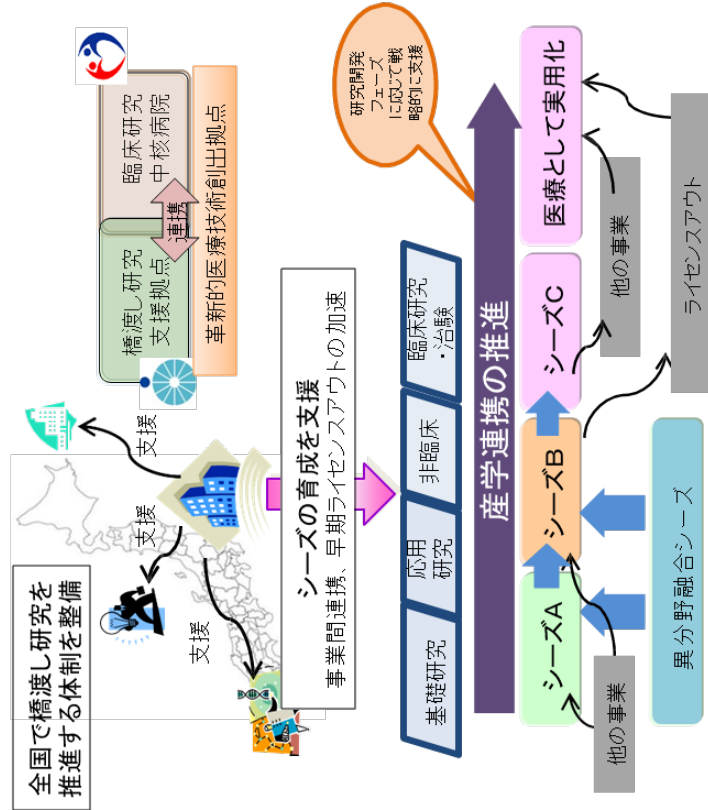 全国で橋渡し研究を
推進する体制を整備
支援
支援
支援
橋渡し研究
支援拠点
連携
臨床研究
中核病院
革新的医療技術創出拠点
シーズの育成を支援
事業間連携、早期ライセンスアウトの加速
基礎研究
応用
研究
非臨床
臨床研究
・治験
研究開発
フェーズ
に応じて戦
略的に支援
産学連携の推進
シーズA
シーズB
シーズC
医療として実用化
他の事業
異分野融合シーズ
他の事業
ライセンスアウト